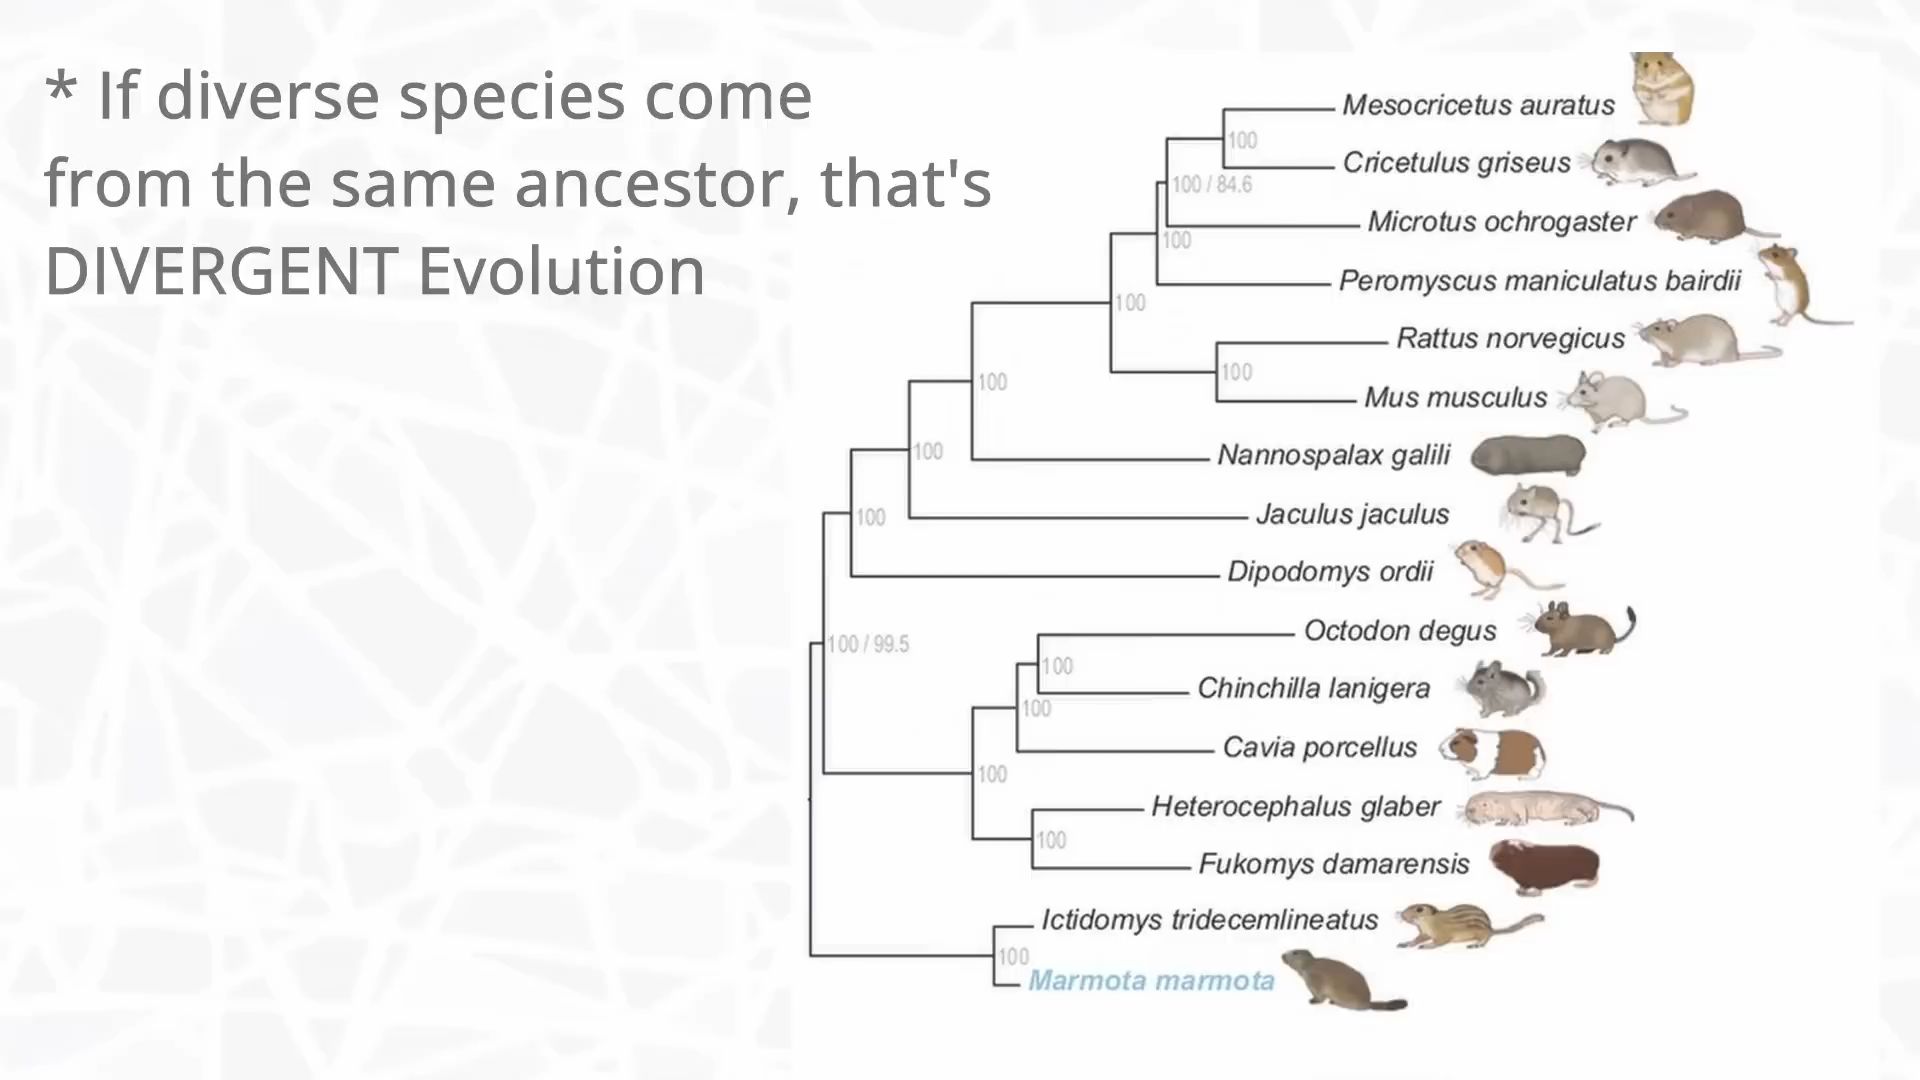 * If diverse species come
from the same ancestor, that's
DIVERGENT Evolution
Mesocricetus auratus
100
Cricetulus griseus
100 / 84.6
Microtus ochrogaster
100
Peromyscus maniculatus bairdii
100
Rattus norvegicus
100
Mus musculus
100
Nannospalax galili
100
Jaculus jaculus
100
Dipodomys ordii
100 / 99.5
Octodon degus
100
Chinchilla lanigera
100
Cavia porcellus
100
Heterocephalus glaber
100
Fukomys damarensis
Ictidomys tridecemlineatus
100
Marmota marmota